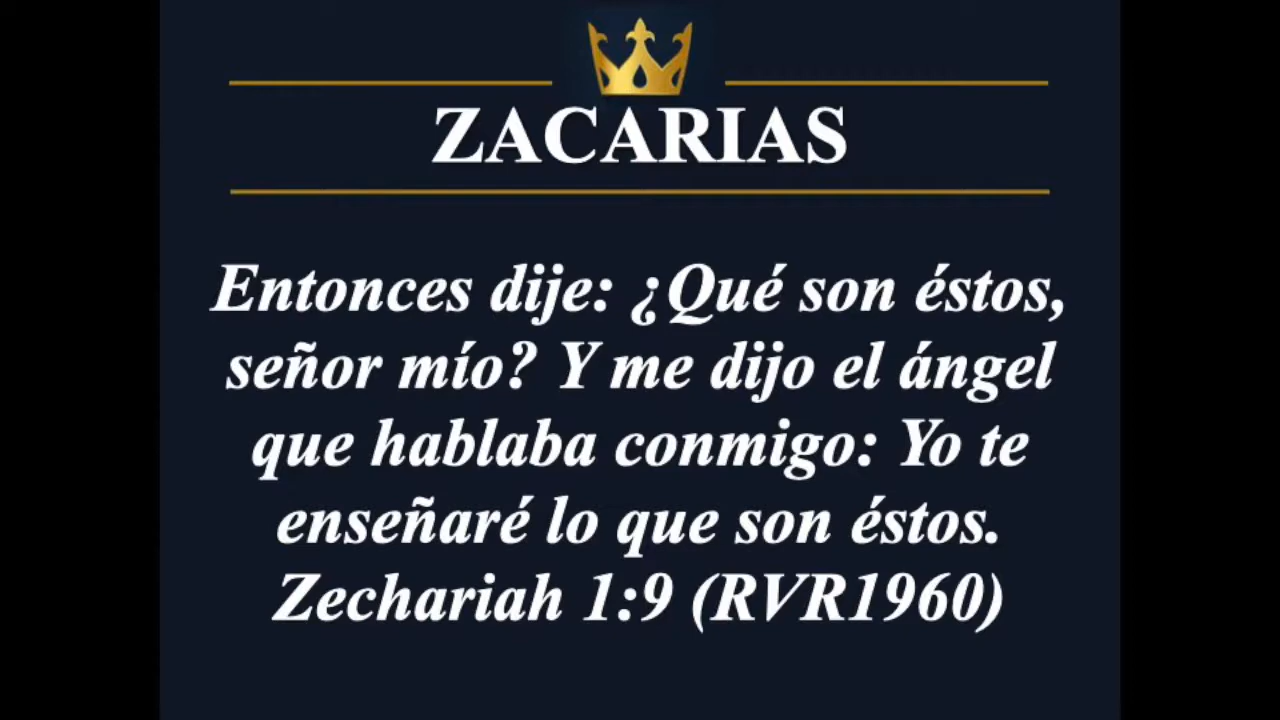 ZACARIAS
Entonces dije: ¿Qué son éstos,
señor mío? Y me dijo el ángel
que hablaba conmigo: Yo te
enseñaré lo que son éstos.
Zechariah 1:9 (RVR1960)